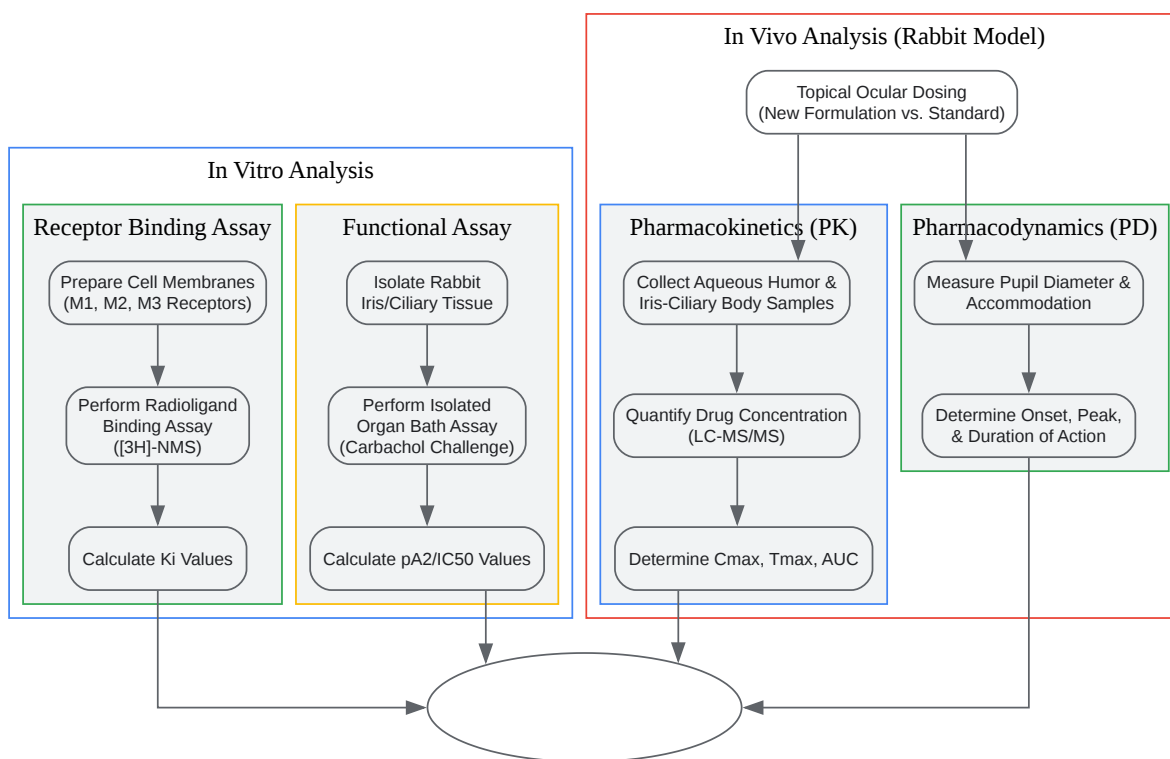 In Vivo Analysis (Rabbit Model)
Topical Ocular Dosing
(New Formulation vs. Standard)
In Vitro Analysis
Receptor Binding Assay
Prepare Cell Membranes
(M1, M2, M3 Receptors)
Perform Radioligand
Binding Assay
([3H]-NMS)
Calculate Ki Values
Functional Assay
Isolate Rabbit
Iris/Ciliary Tissue
Perform Isolated
Organ Bath Assay
(Carbachol Challenge)
Calculate pA2/IC50 Values
Pharmacokinetics (PK)
Collect Aqueous Humor &
Iris-Ciliary Body Samples
Quantify Drug Concentration
(LC-MS/MS)
Determine Cmax, Tmax, AUC
Pharmacodynamics (PD)
Measure Pupil Diameter &
Accommodation
Determine Onset, Peak,
& Duration of Action